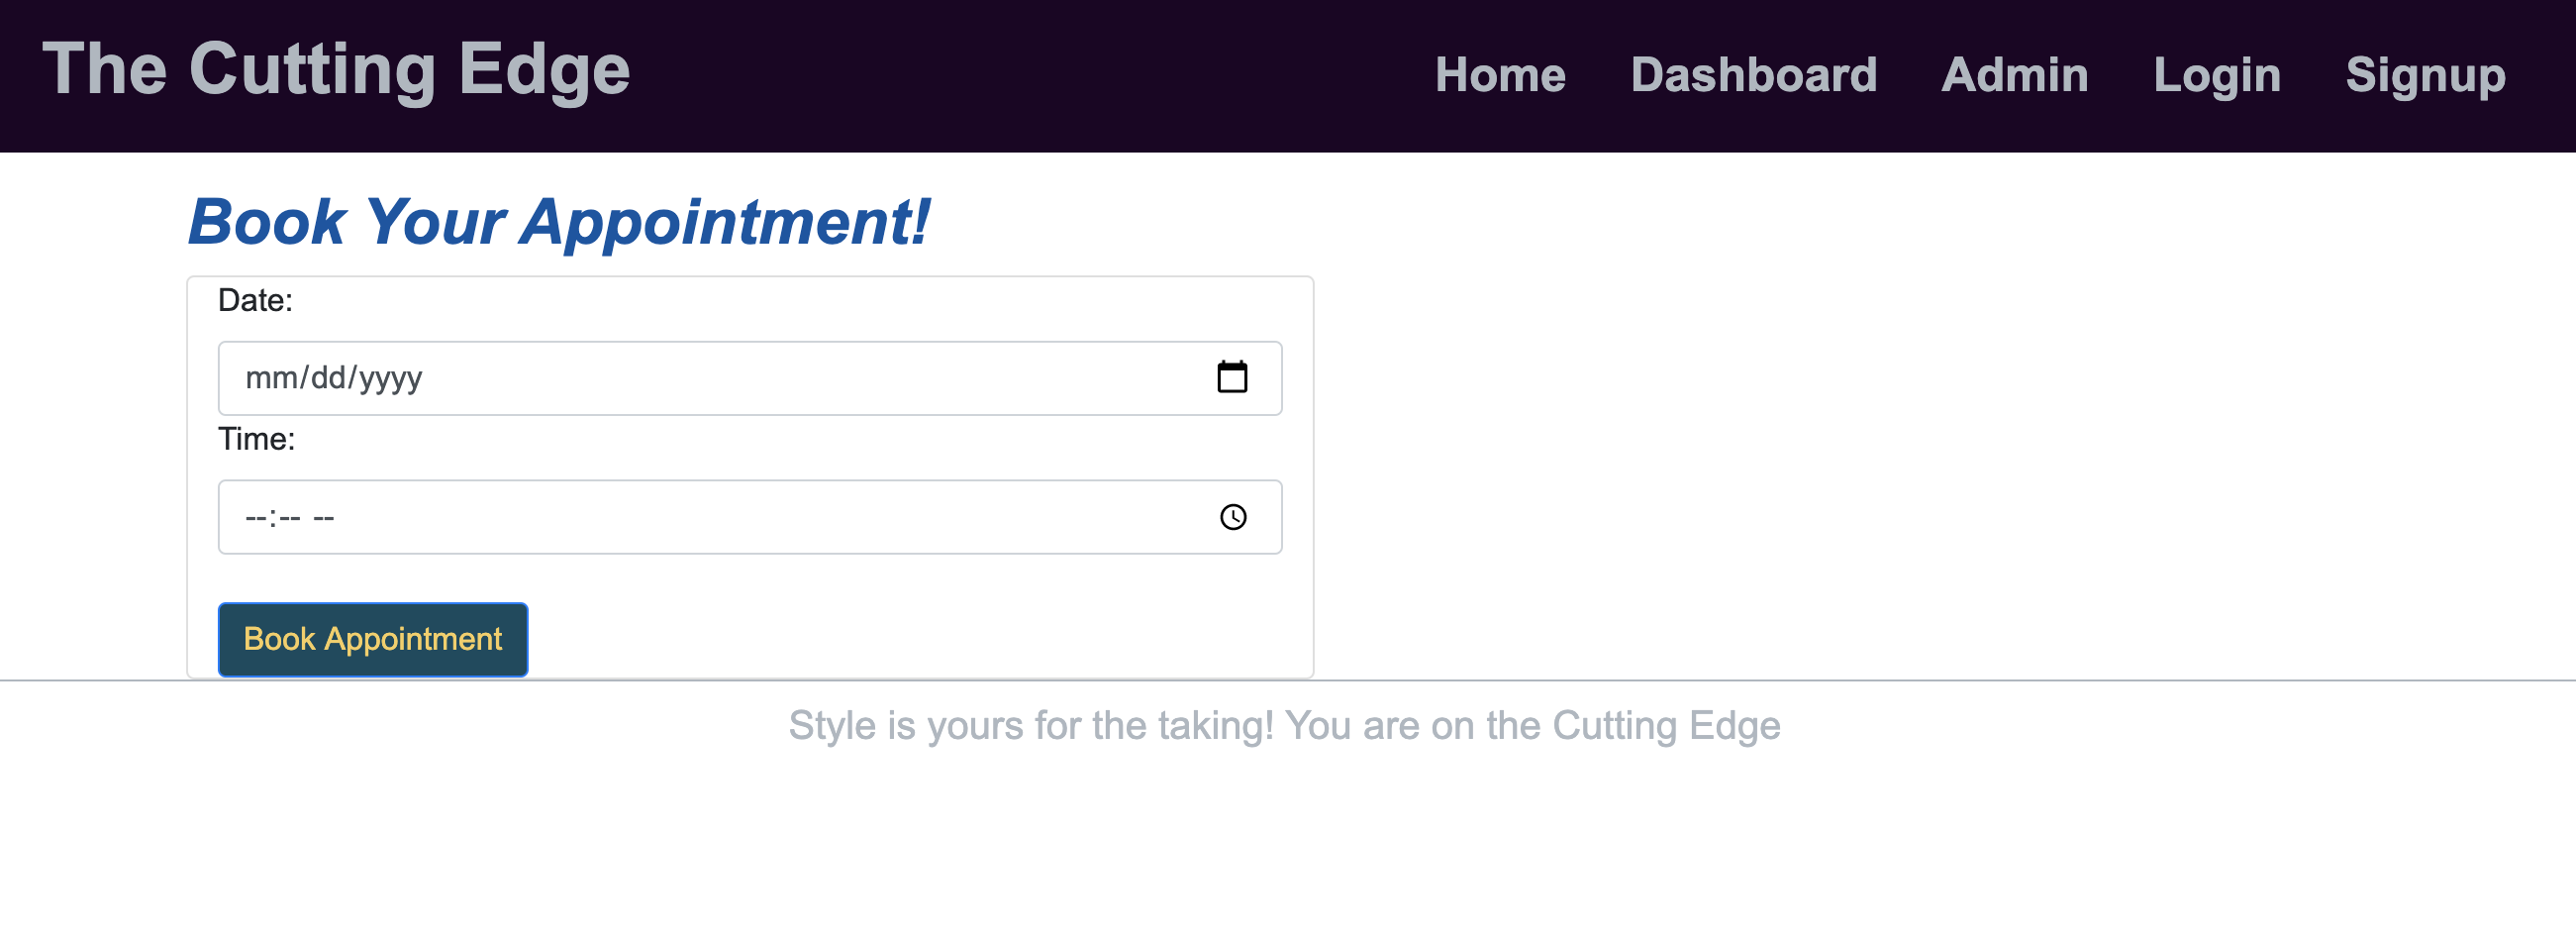 The Cutting Edge
Home Dashboard Admin Login Signup
Book Your Appointment!
Date:
mm/dd/yyyy
Time:
--:-- --
Book Appointment
Style is yours for the taking! You are on the Cutting Edge